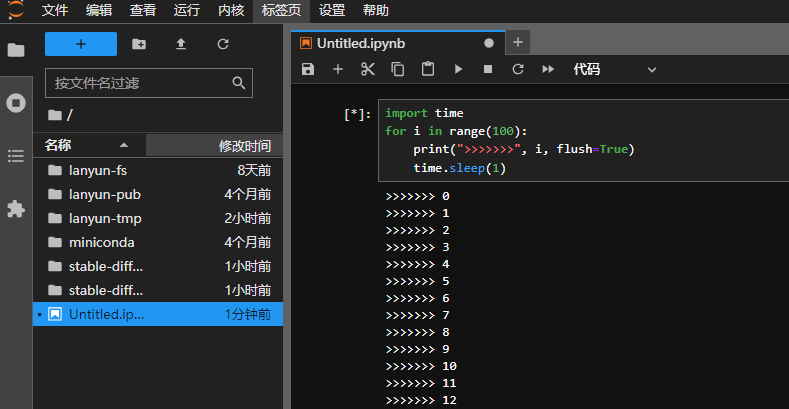 文件 编辑 查看 运行 内核 标签页 设置 帮助
按文件名过滤
/
名称 修改时间
lanyun-fs 8天前
lanyun-pub 4个月前
lanyun-tmp 2小时前
miniconda 4个月前
stable-diff... 1小时前
stable-diff... 1小时前
Untitled.ip... 1分钟前
Untitled.ipynb
代码
[*]: import time
for i in range(100):
    print(">>>>>>>", i, flush=True)
    time.sleep(1)
>>>>>>> 0
>>>>>>> 1
>>>>>>> 2
>>>>>>> 3
>>>>>>> 4
>>>>>>> 5
>>>>>>> 6
>>>>>>> 7
>>>>>>> 8
>>>>>>> 9
>>>>>>> 10
>>>>>>> 11
>>>>>>> 12